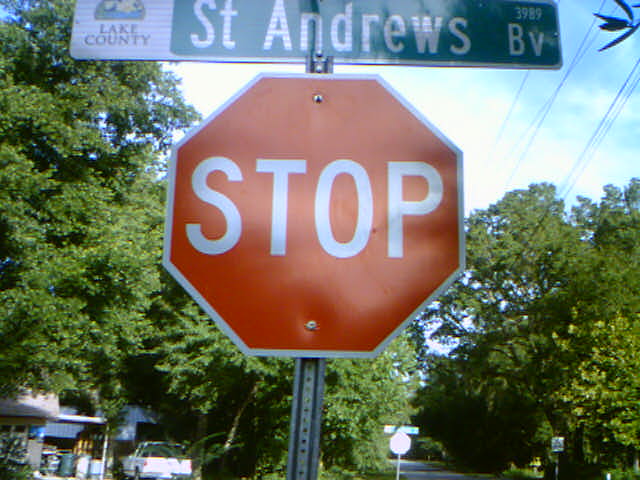 LAKE
COUNTY
St Andrews Bv
3989
STOP